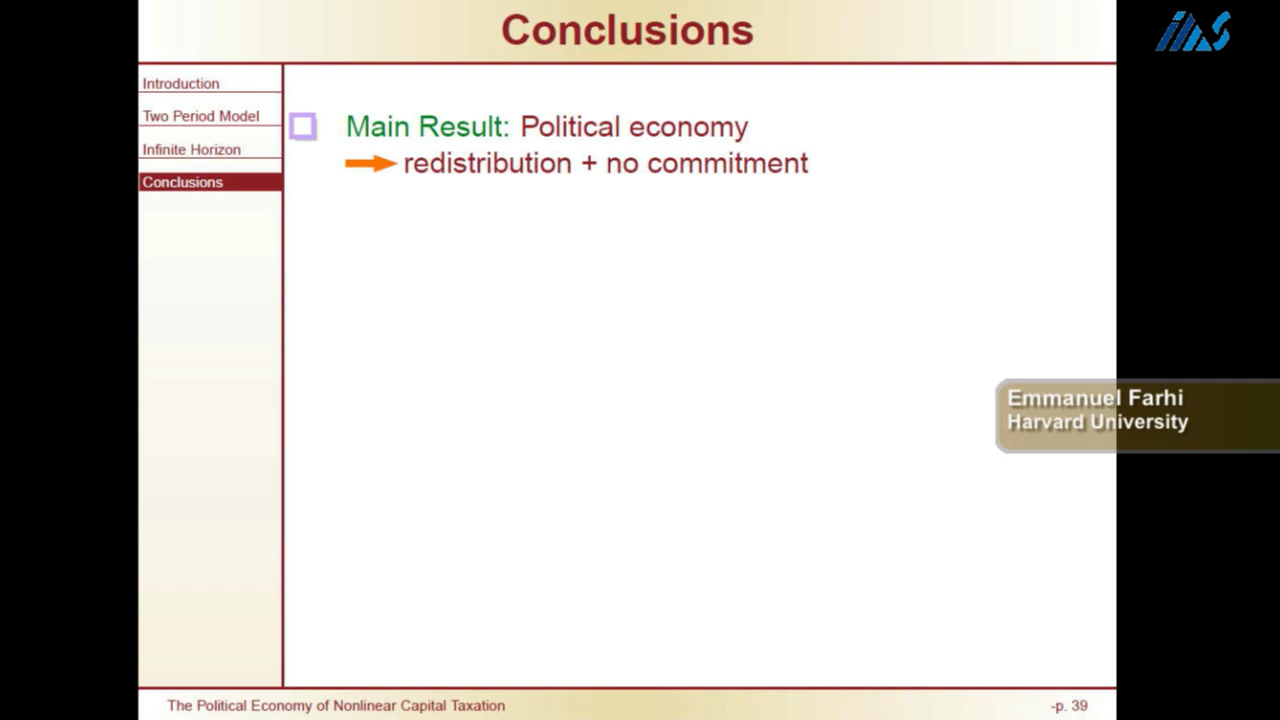 Conclusions
IAS
Introduction
Two Period Model
Infinite Horizon
Conclusions
Main Result: Political economy
redistribution + no commitment
Emmanuel Farhi
Harvard University
The Political Economy of Nonlinear Capital Taxation
-p. 39